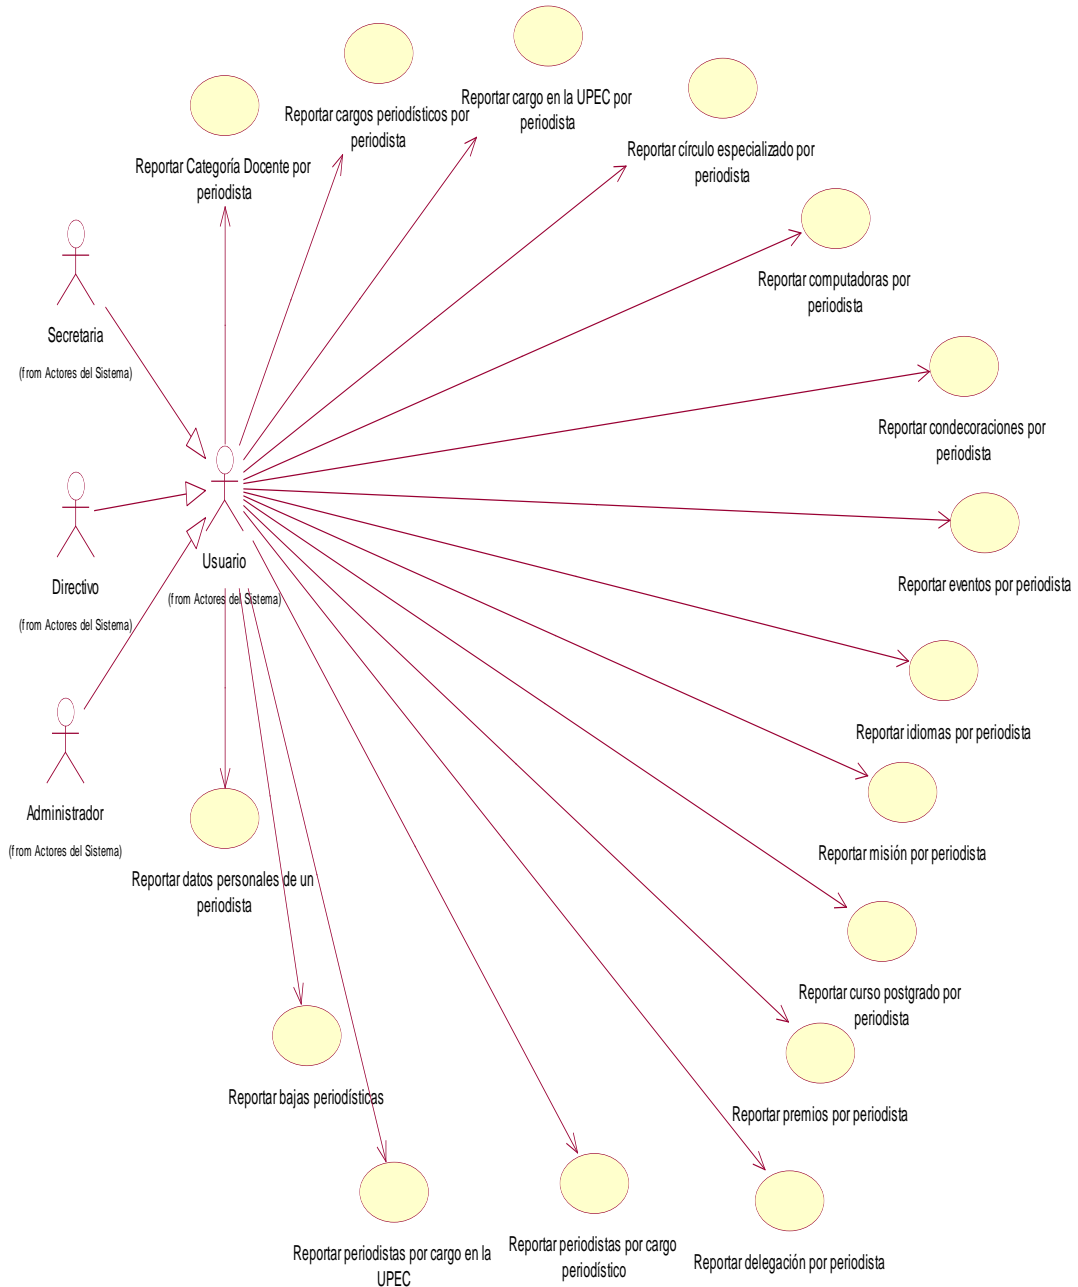 Reportar cargo en la UPEC por
periodista
Reportar cargos periodísticos por
periodista
Reportar círculo especializado por
periodista
Reportar Categoría Docente por
periodista
Reportar computadoras por
periodista
Secretaria
(from Actores del Sistema)
Reportar condecoraciones por
periodista
Usuario
(from Actores del Sistema)
Directivo
(from Actores del Sistema)
Reportar eventos por periodista
Reportar idiomas por periodista
Administrador
(from Actores del Sistema)
Reportar misión por periodista
Reportar datos personales de un
periodista
Reportar curso postgrado por
periodista
Reportar bajas periodísticas
Reportar premios por periodista
Reportar periodistas por cargo en la
UPEC
Reportar periodistas por cargo
periodístico
Reportar delegación por periodista